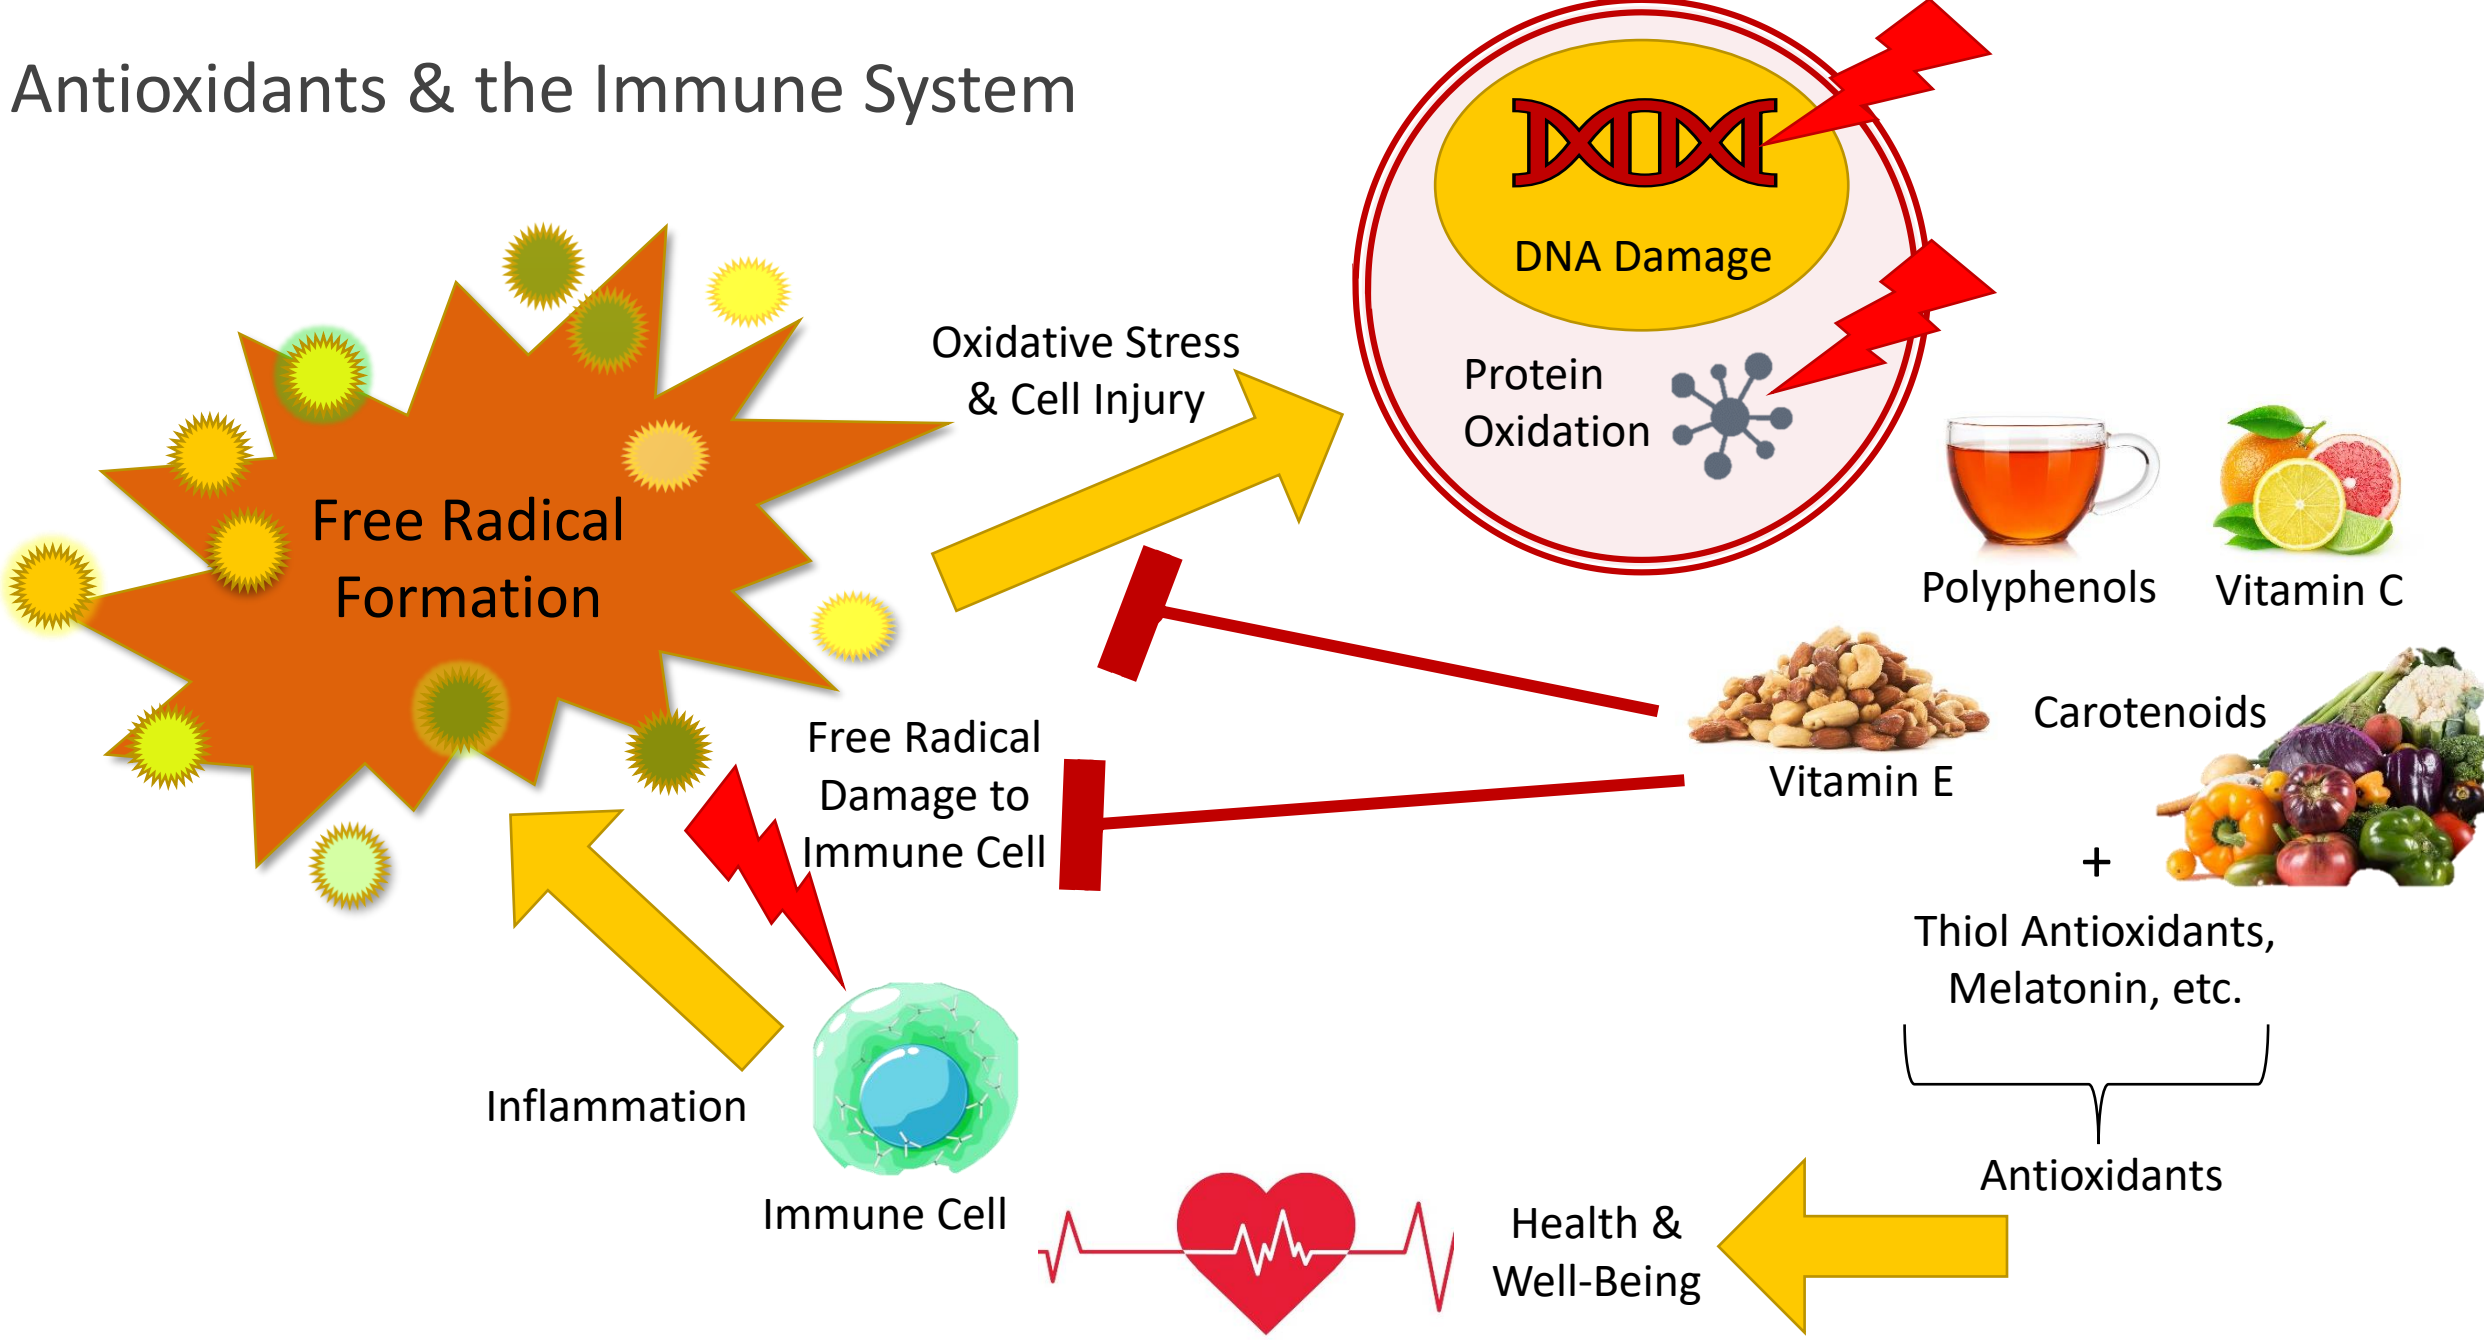 Antioxidants & the Immune System
DNA Damage
Protein
Oxidation
Oxidative Stress
& Cell Injury
Free Radical
Formation
Polyphenols
Vitamin C
Vitamin E
Carotenoids
+
Thiol Antioxidants,
Melatonin, etc.
Antioxidants
Free Radical
Damage to
Immune Cell
Inflammation
Immune Cell
Health &
Well-Being